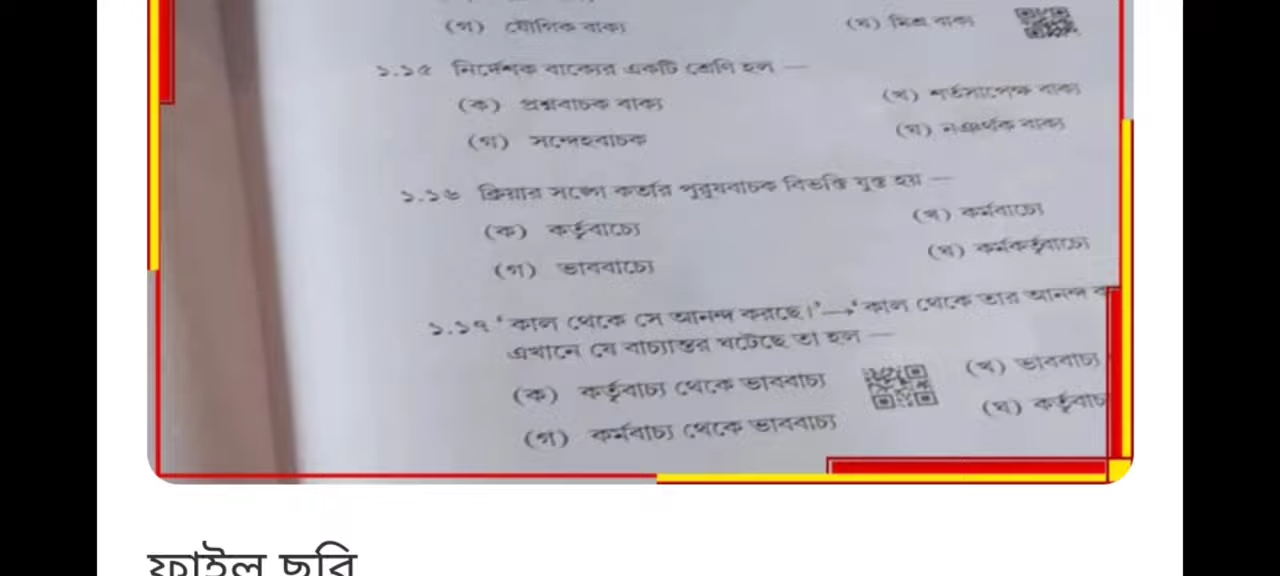 (গ) যৌগিক বাক্য (ঘ) মিশ্র বাক্য
১.১৫ নির্দেশক বাক্যের একটি শ্রেণি হল —
(ক) প্রশ্নবাচক বাক্য (খ) শর্তসাপেক্ষ বাক্য
(গ) সন্দেহবাচক (ঘ) নঞর্থক বাক্য
১.১৬ ক্রিয়ার সঙ্গে কর্তার পুরুষবাচক বিভক্তি যুক্ত হয় —
(ক) কর্তৃবাচ্যে (খ) কর্মবাচ্যে
(গ) ভাববাচ্যে (ঘ) কর্মকর্তৃবাচ্যে
১.১৭ ‘কাল থেকে সে আনন্দ করছে।’→‘কাল থেকে তার আনন্দ
এখানে যে বাচ্যান্তর ঘটেছে তা হল —
(ক) কর্তৃবাচ্য থেকে ভাববাচ্য (খ) ভাববাচ্য
(গ) কর্মবাচ্য থেকে ভাববাচ্য (ঘ) কর্তৃবাচ
ফাইল ছবি